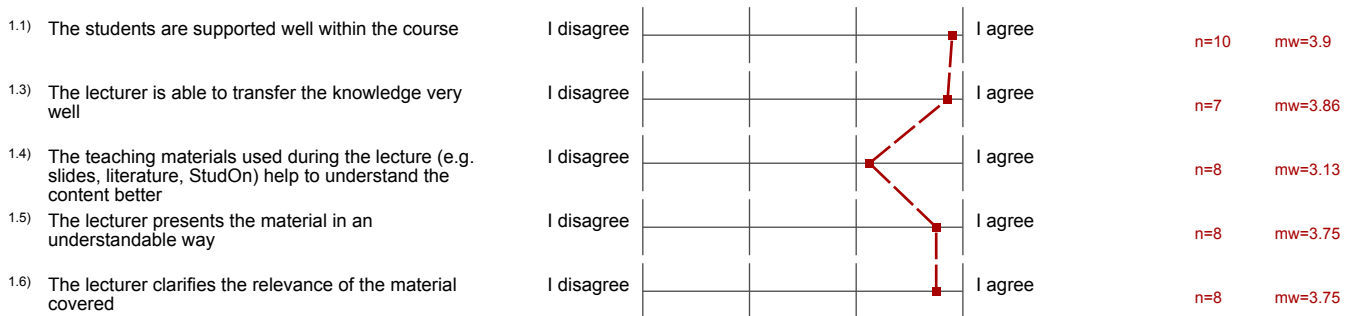 1.1) The students are supported well within the course I disagree I agree n=10 mw=3.9
1.3) The lecturer is able to transfer the knowledge very
well I disagree I agree n=7 mw=3.86
1.4) The teaching materials used during the lecture (e.g.
slides, literature, StudOn) help to understand the
content better I disagree I agree n=8 mw=3.13
1.5) The lecturer presents the material in an
understandable way I disagree I agree n=8 mw=3.75
1.6) The lecturer clarifies the relevance of the material
covered I disagree I agree n=8 mw=3.75